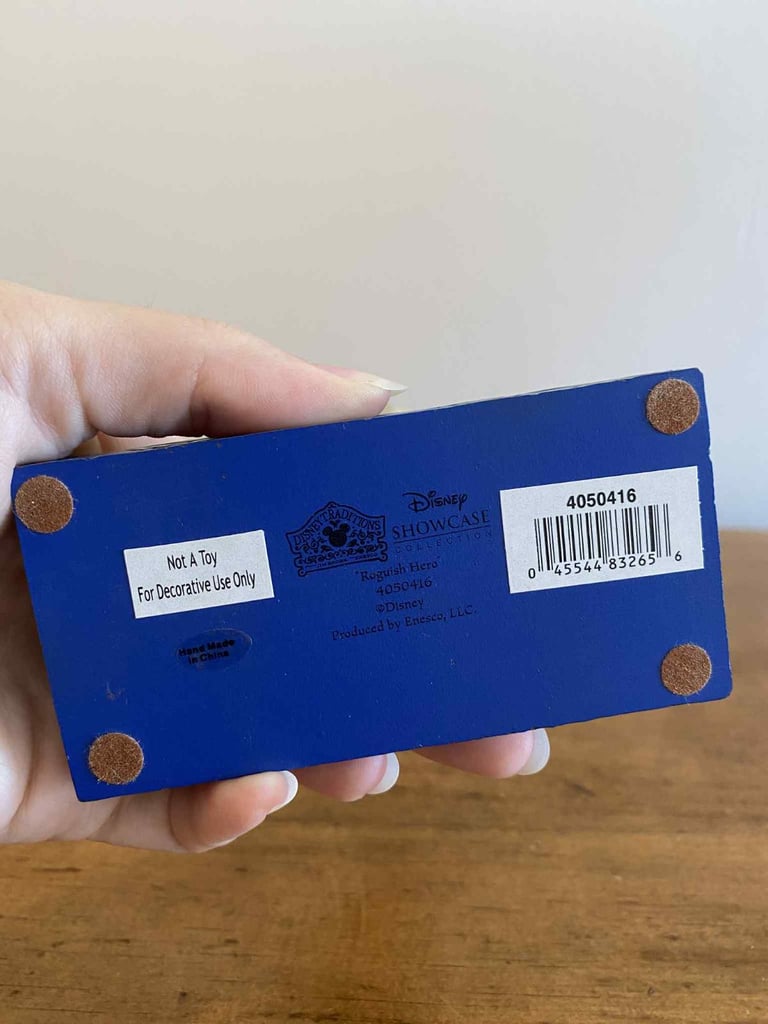 Not A Toy
For Decorative Use Only
Hand Made
in China
DISNEY TRADITIONS
Disney
SHOWCASE
COLLECTION
"Roguish Hero"
4050416
©Disney
Produced by Enesco, LLC.
4050416
0 45544 83265 6